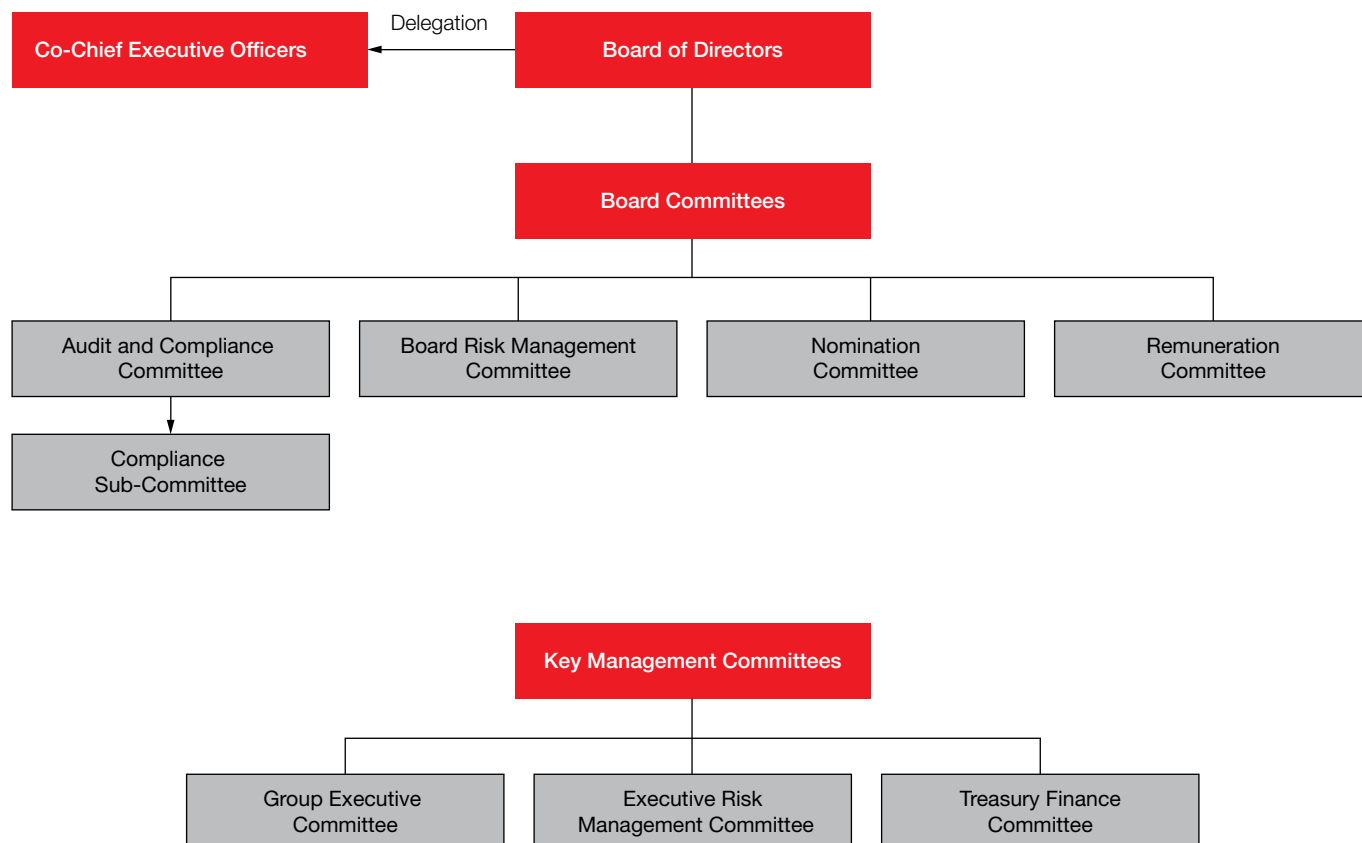 Delegation
Co-Chief Executive Officers
Board of Directors
Board Committees
Audit and Compliance
Committee
Board Risk Management
Committee
Nomination
Committee
Remuneration
Committee
Compliance
Sub-Committee
Key Management Committees
Group Executive
Committee
Executive Risk
Management Committee
Treasury Finance
Committee